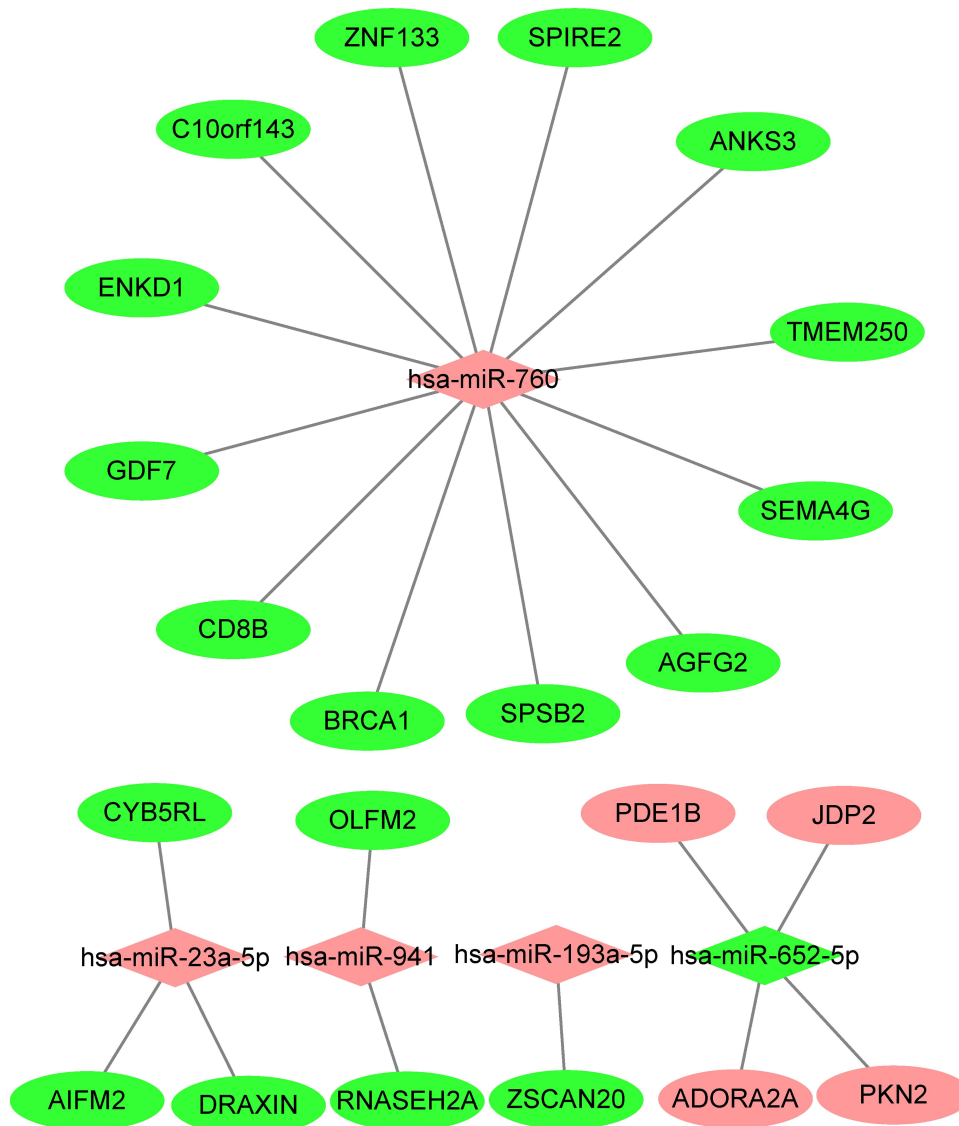 ZNF133
SPIRE2
C10orf143
ANKS3
ENKD1
TMEM250
hsa-miR-760
GDF7
SEMA4G
CD8B
AGFG2
BRCA1
SPSB2
CYB5RL
OLFM2
PDE1B
JDP2
hsa-miR-23a-5p
hsa-miR-941
hsa-miR-193a-5p
hsa-miR-652-5p
AIFM2
DRAXIN
RNASEH2A
ZSCAN20
ADORA2A
PKN2